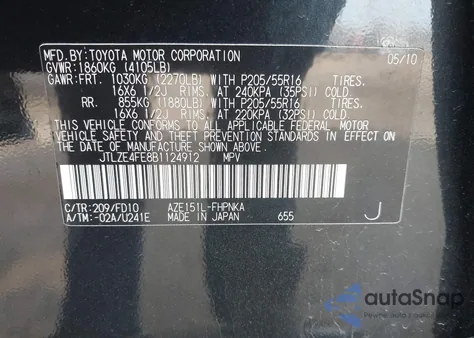 MFD.BY: TOYOTA MOTOR CORPORATION 05/10
GVWR: 1860KG (4105LB)
GAWR: FRT. 1030KG (2270LB) WITH P205/55R16 TIRES,
16X6 1/2J RIMS, AT 240KPA (35PSI) COLD.
RR. 855KG (1880LB) WITH P205/55R16 TIRES,
16X6 1/2J RIMS, AT 220KPA (32PSI) COLD.
THIS VEHICLE CONFORMS TO ALL APPLICABLE FEDERAL MOTOR
VEHICLE SAFETY AND THEFT PREVENTION STANDARDS IN EFFECT
ON THE DATE OF MANUFACTURE SHOWN ABOVE.
JTLZE4FE8B1124912 MPV
C/TR: 209/FD10 AZE151L-FHPNKA
A/TM: -02A/U241E MADE IN JAPAN 655 J
autaSnap